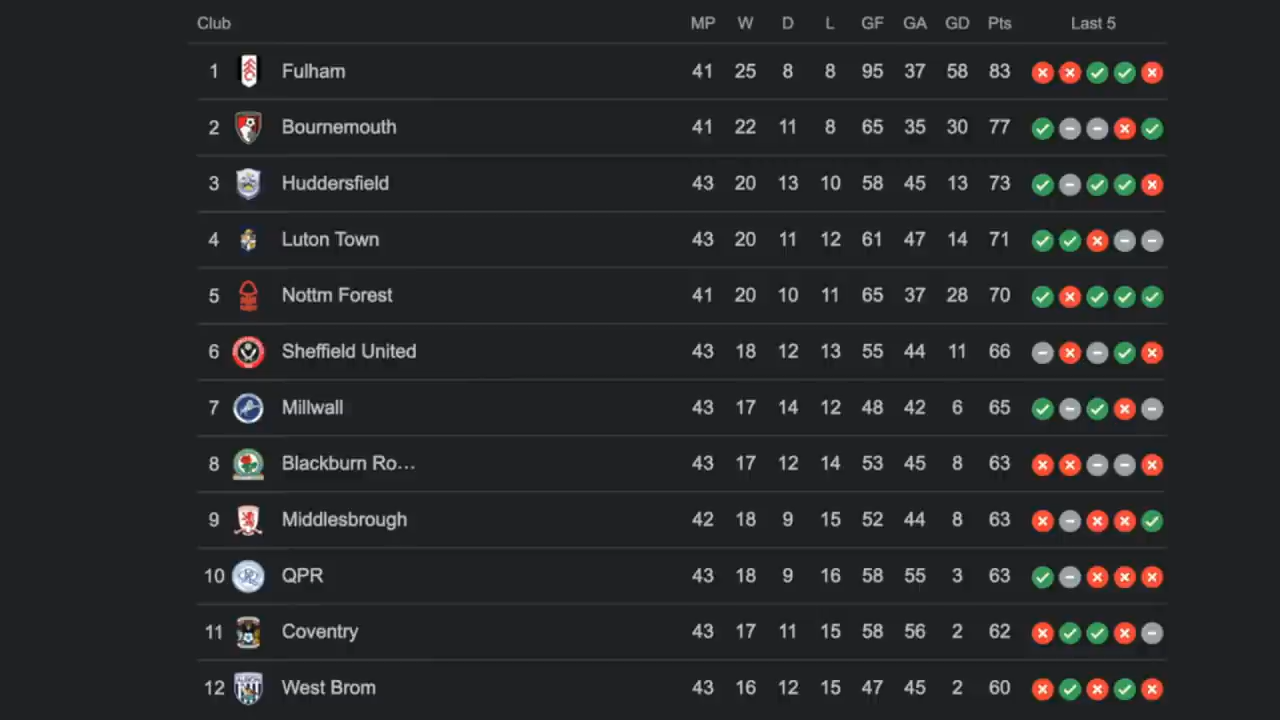 Club MP W D L GF GA GD Pts Last 5
1 Fulham 41 25 8 8 95 37 58 83
2 Bournemouth 41 22 11 8 65 35 30 77
3 Huddersfield 43 20 13 10 58 45 13 73
4 Luton Town 43 20 11 12 61 47 14 71
5 Nottm Forest 41 20 10 11 65 37 28 70
6 Sheffield United 43 18 12 13 55 44 11 66
7 Millwall 43 17 14 12 48 42 6 65
8 Blackburn Ro... 43 17 12 14 53 45 8 63
9 Middlesbrough 42 18 9 15 52 44 8 63
10 QPR 43 18 9 16 58 55 3 63
11 Coventry 43 17 11 15 58 56 2 62
12 West Brom 43 16 12 15 47 45 2 60